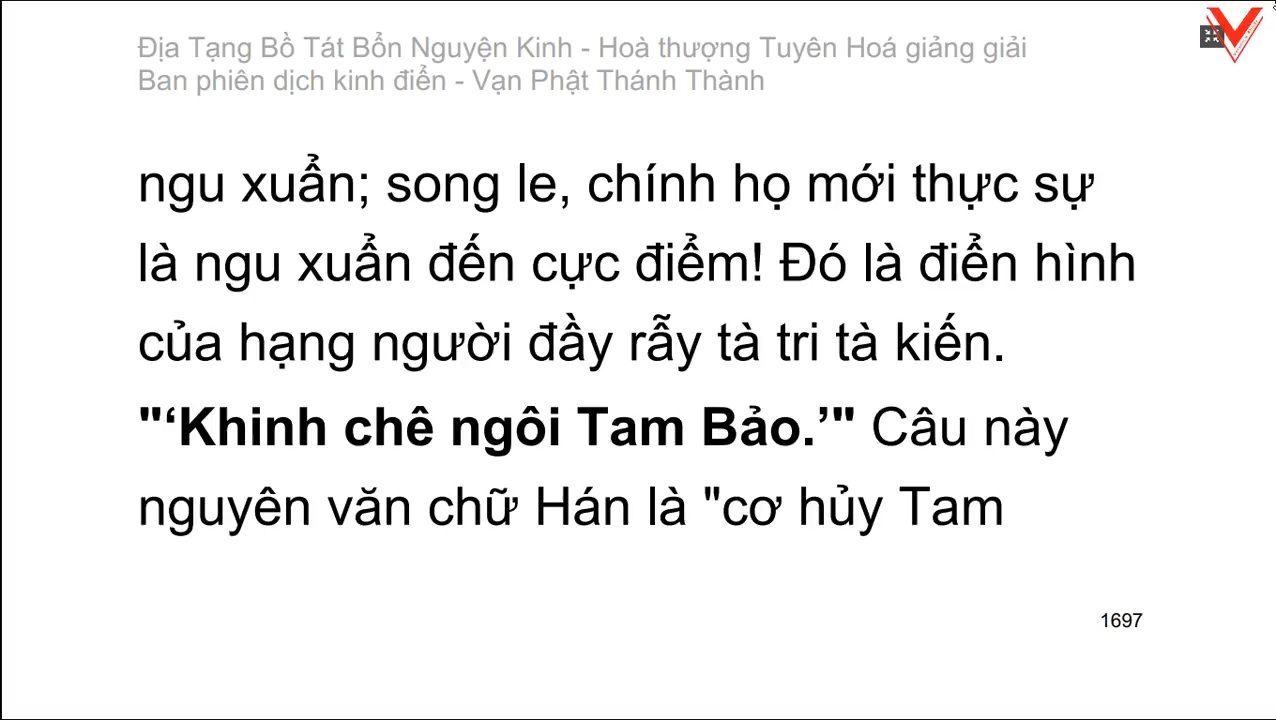 Địa Tạng Bồ Tát Bổn Nguyện Kinh - Hoà thượng Tuyên Hoá giảng giải
Ban phiên dịch kinh điển - Vạn Phật Thánh Thành
ngu xuẩn; song le, chính họ mới thực sự
là ngu xuẩn đến cực điểm! Đó là điển hình
của hạng người đầy rẫy tà tri tà kiến.
"‘Khinh chê ngôi Tam Bảo.’" Câu này
nguyên văn chữ Hán là "cơ hủy Tam
1697